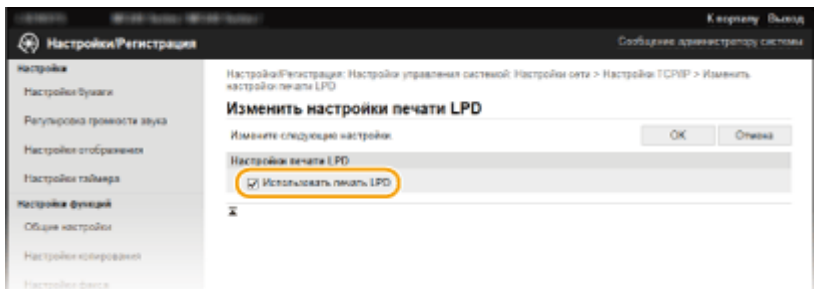 К порталу Выход
Настройки/Регистрация
Сообщение администратору системы
Настройки
Настройки бумаги
Регулировка громкости звука
Настройки отображения
Настройки таймера
Настройки функций
Общие настройки
Настройки копирования
Настройки факса
Настройки/Регистрация: Настройки управления системой: Настройки сети > Настройки TCP/IP > Изменить
настройки печати LPD
Изменить настройки печати LPD
Измените следующие настройки.
OK
Отмена
Настройки печати LPD
Использовать печать LPD